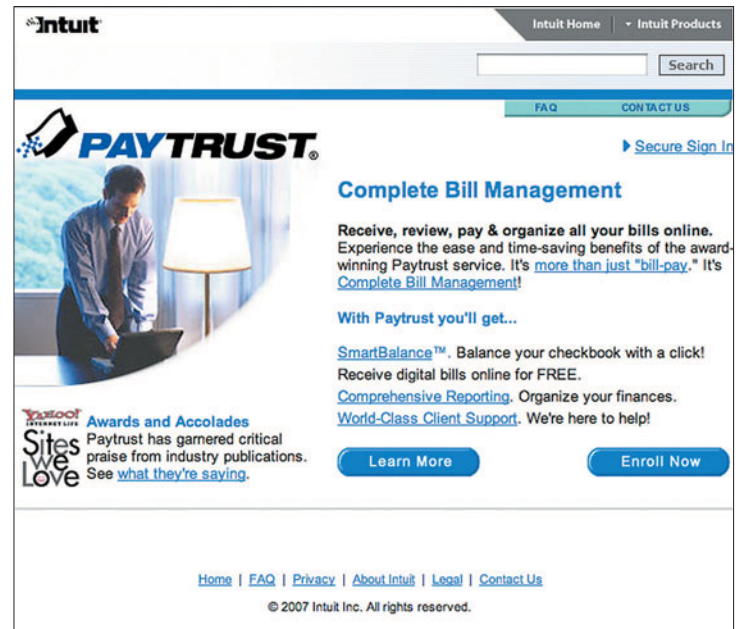 Intuit
Intuit Home
Intuit Products
Search
FAQ
CONTACT US
PAYTRUST®
Secure Sign In
Complete Bill Management
Receive, review, pay & organize all your bills online.
Experience the ease and time-saving benefits of the award-
winning Paytrust service. It's more than just "bill-pay." It's
Complete Bill Management!
With Paytrust you'll get...
SmartBalance™. Balance your checkbook with a click!
Receive digital bills online for FREE.
Comprehensive Reporting. Organize your finances.
World-Class Client Support. We're here to help!
YAHOO!
INTERNET LIFE
Sites
We
Love
Awards and Accolades
Paytrust has garnered critical
praise from industry publications.
See what they're saying.
Learn More
Enroll Now
Home | FAQ | Privacy | About Intuit | Legal | Contact Us
© 2007 Intuit Inc. All rights reserved.